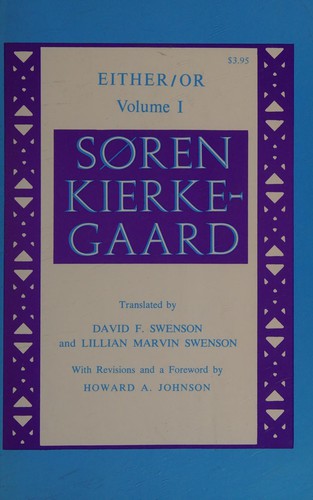 $3.95
EITHER/OR
Volume I
SØREN
KIERKE-
GAARD
Translated by
DAVID F. SWENSON
and LILLIAN MARVIN SWENSON
With Revisions and a Foreword by
HOWARD A. JOHNSON